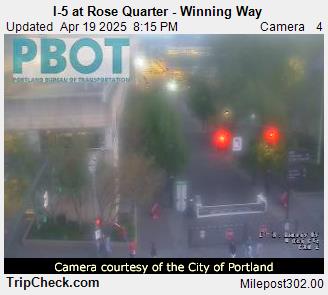 I-5 at Rose Quarter - Winning Way
Updated Apr 19 2025 8:15 PM Camera 4
PBOT
PORTLAND BUREAU OF TRANSPORTATION
Camera courtesy of the City of Portland
TripCheck.com Milepost302.00